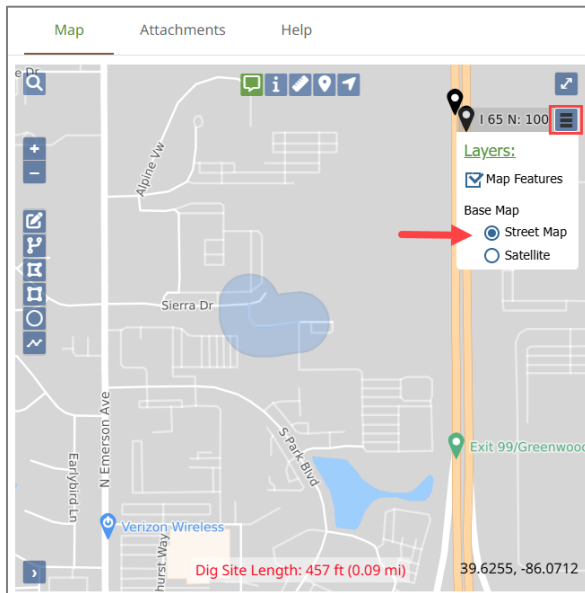 Map Attachments Help
e Dr
I 65 N: 100
Layers:
Map Features
Base Map
Street Map
Satellite
Alpine Vw
Sierra Dr
N Emerson Ave
S Park Blvd
Earlybird Ln
Exit 99/Greenwood
Verizon Wireless
hurst Way
Dig Site Length: 457 ft (0.09 mi)
39.6255, -86.0712